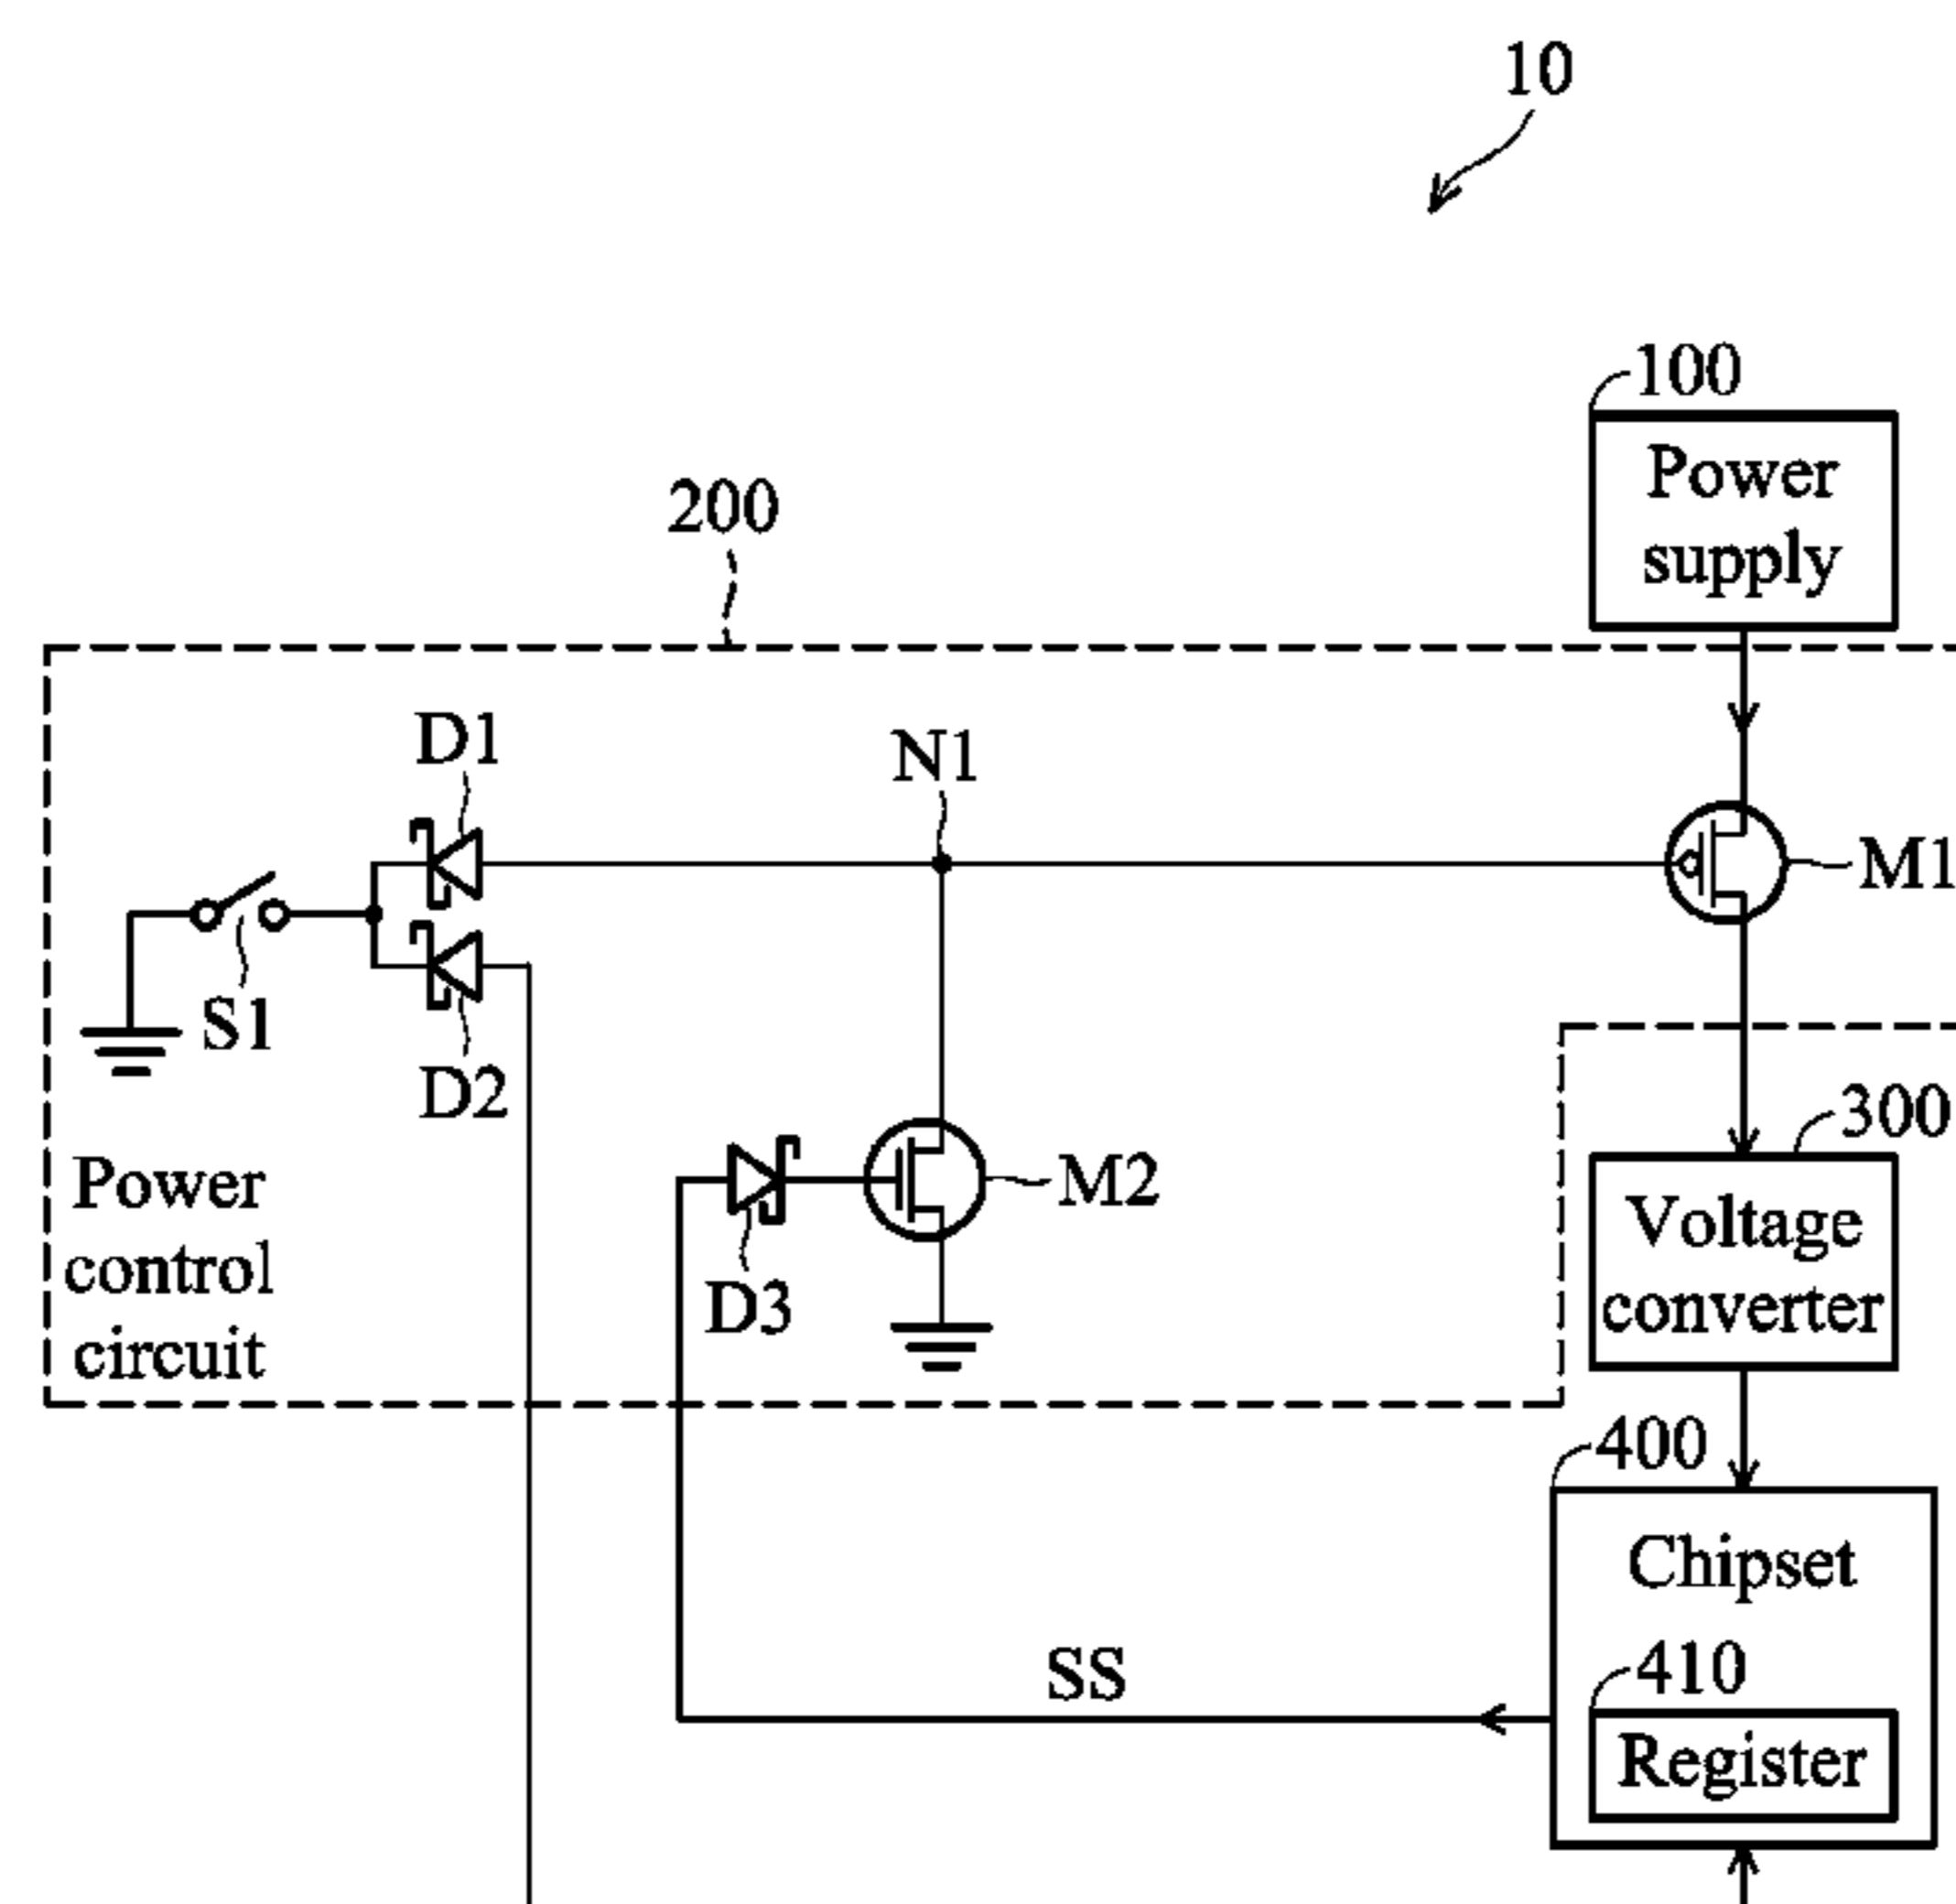 10
100
Power
supply
200
D1
N1
M1
S1
D2
300
M2
Power
control
circuit
Voltage
converter
D3
400
Chipset
SS
410
Register